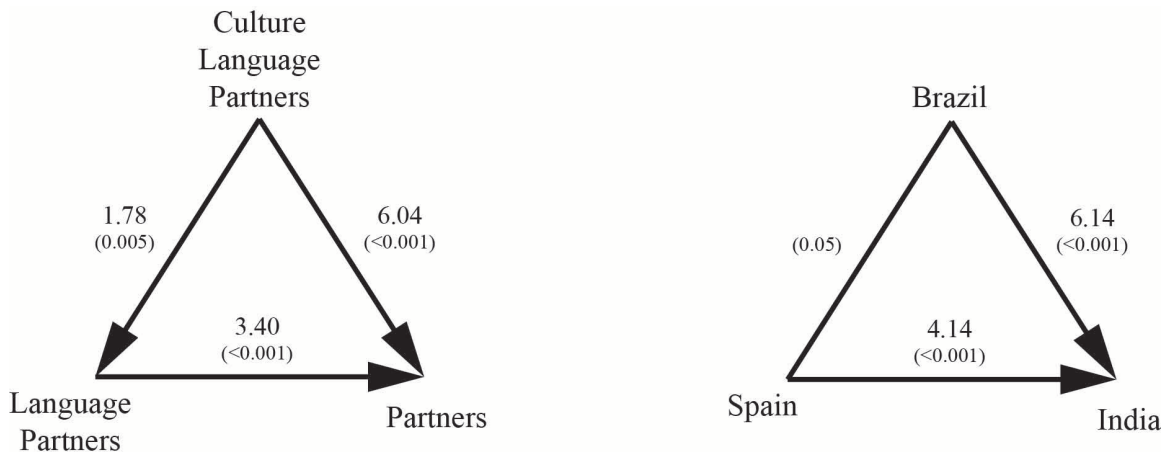 Culture
Language
Partners
1.78
(0.005)
6.04
(<0.001)
3.40
(<0.001)
Language
Partners
Partners
Brazil
(0.05)
6.14
(<0.001)
4.14
(<0.001)
Spain
India